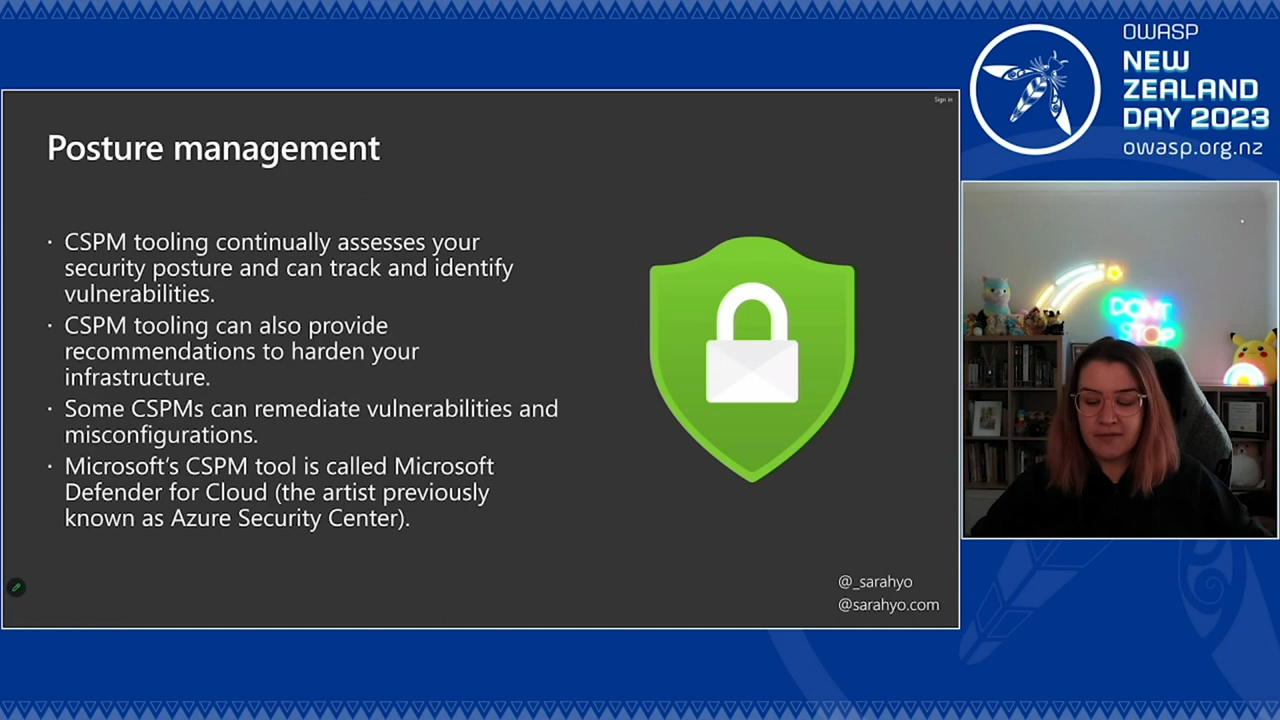 OWASP
NEW
ZEALAND
DAY 2023
owasp.org.nz
Sign in
Posture management
• CSPM tooling continually assesses your
security posture and can track and identify
vulnerabilities.
• CSPM tooling can also provide
recommendations to harden your
infrastructure.
• Some CSPMs can remediate vulnerabilities and
misconfigurations.
• Microsoft's CSPM tool is called Microsoft
Defender for Cloud (the artist previously
known as Azure Security Center).
@_sarahyo
@sarahyo.com
DON'T
STOP